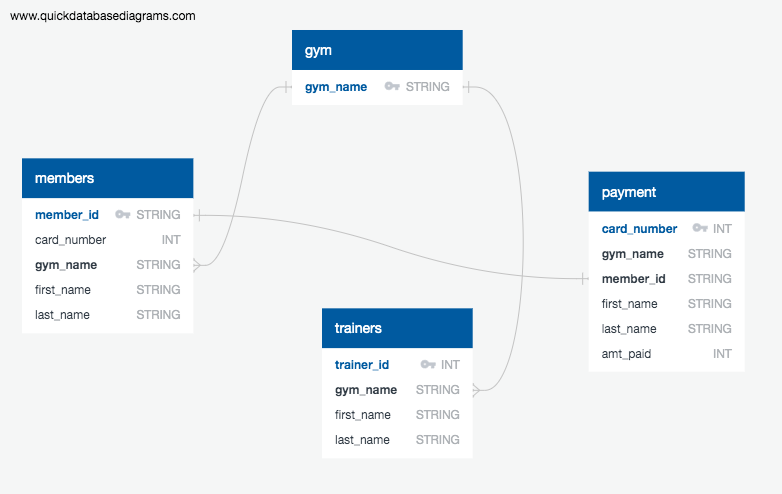 www.quickdatabasediagrams.com
gym
gym_name STRING
members
member_id STRING
card_number INT
gym_name STRING
first_name STRING
last_name STRING
payment
card_number INT
gym_name STRING
member_id STRING
first_name STRING
last_name STRING
amt_paid INT
trainers
trainer_id INT
gym_name STRING
first_name STRING
last_name STRING